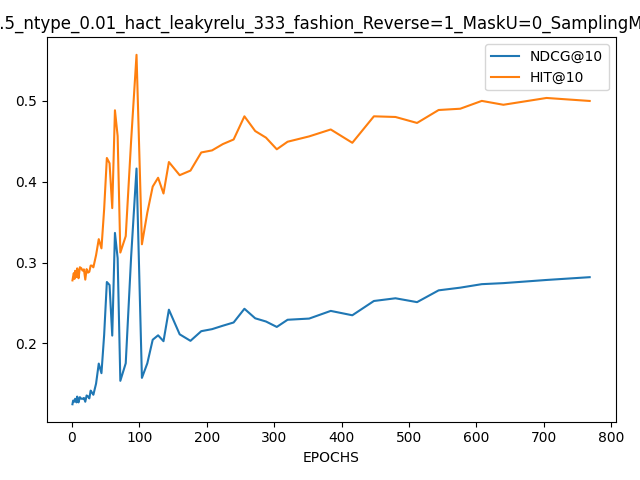 .5_ntype_0.01_hact_leakyrelu_333_fashion_Reverse=1_MaskU=0_SamplingM
NDCG@10
HIT@10
0.5
0.4
0.3
0.2
0 100 200 300 400 500 600 700 800
EPOCHS